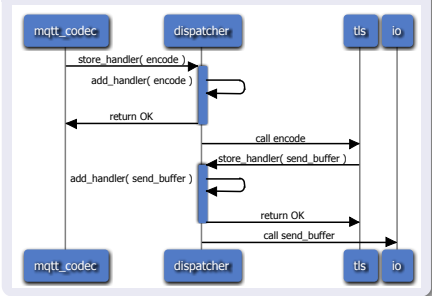 mqtt_codec dispatcher tls io
store_handler( encode )
add_handler( encode )
return OK
call encode
store_handler( send_buffer )
add_handler( send_buffer )
return OK
call send_buffer
mqtt_codec dispatcher tls io